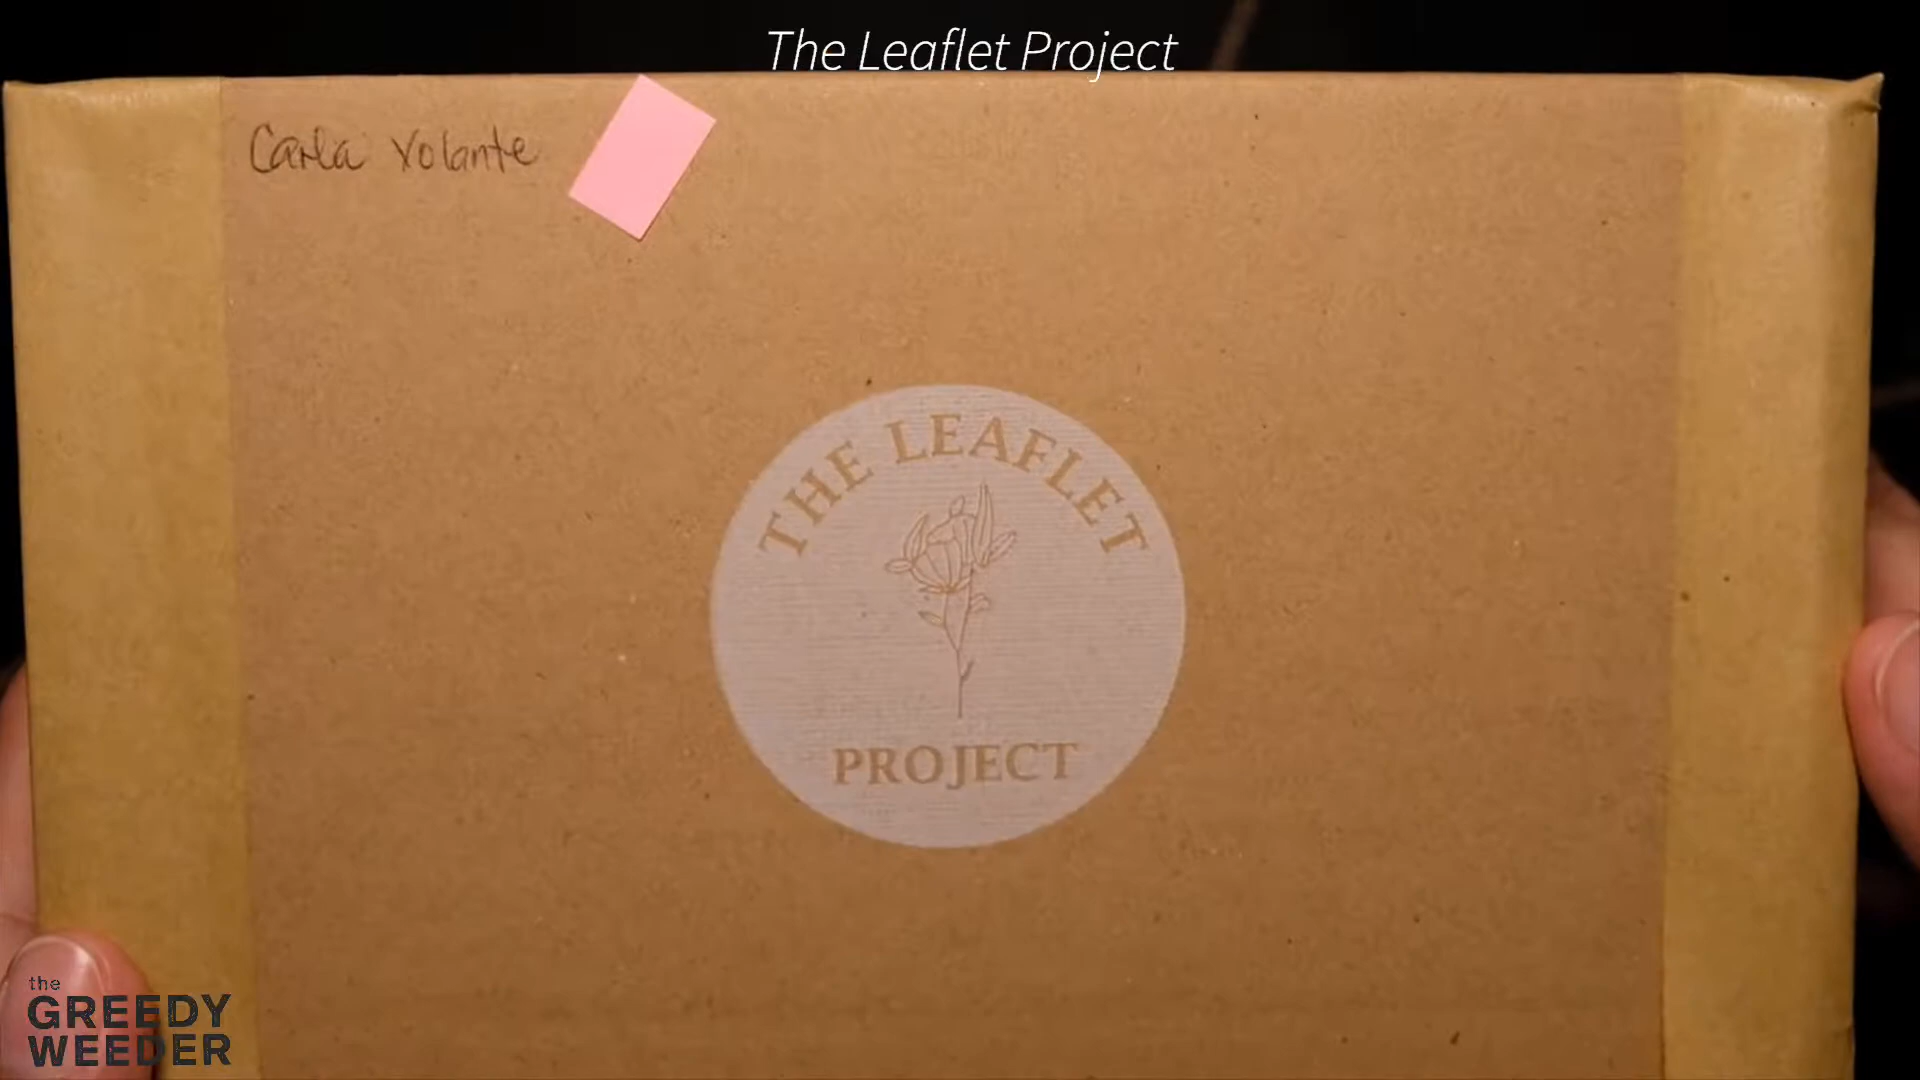 The Leaflet Project
Carla Volante
THE LEAFLET
PROJECT
the
GREEDY
WEEDER